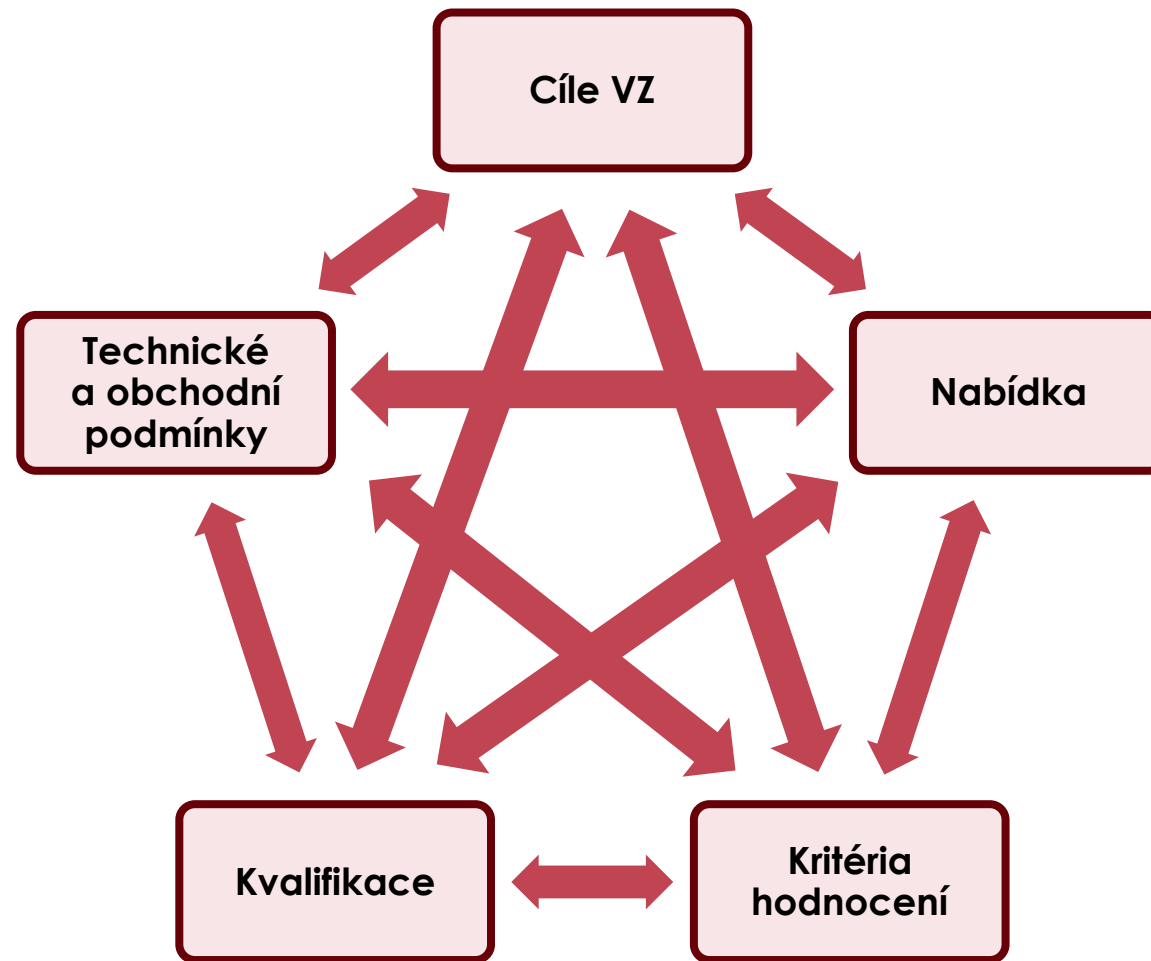 Cíle VZ
Technické
a obchodní
podmínky
Nabídka
Kvalifikace
Kritéria
hodnocení